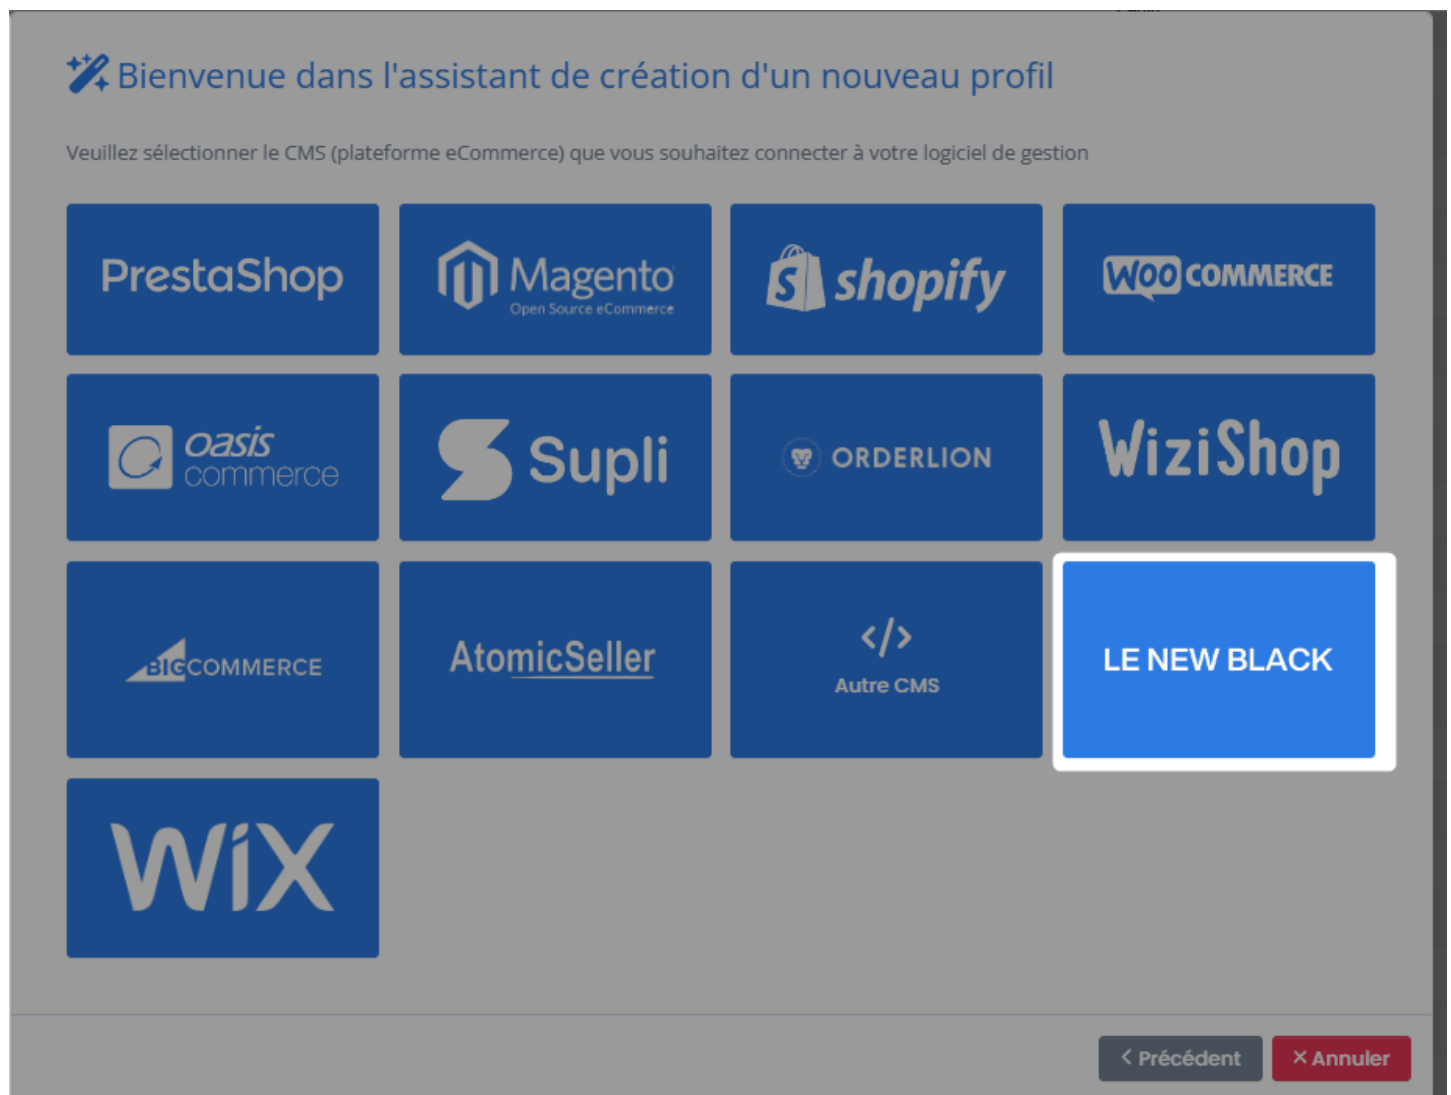 Bienvenue dans l'assistant de création d'un nouveau profil
Veuillez sélectionner le CMS (plateforme eCommerce) que vous souhaitez connecter à votre logiciel de gestion
PrestaShop
Magento
Open Source eCommerce
shopify
WOO COMMERCE
oasis
commerce
Supli
ORDERLION
WiziShop
BIGCOMMERCE
AtomicSeller
</>
Autre CMS
LE NEW BLACK
WiX
< Précédent
× Annuler